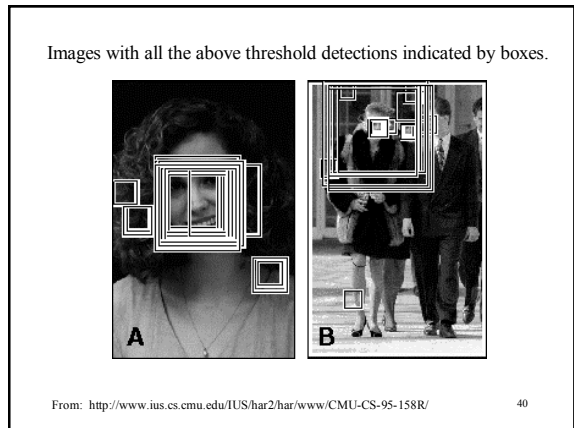 Images with all the above threshold detections indicated by boxes.
A
B
From: http://www.ius.cs.cmu.edu/IUS/har2/har/www/CMU-CS-95-158R/
40